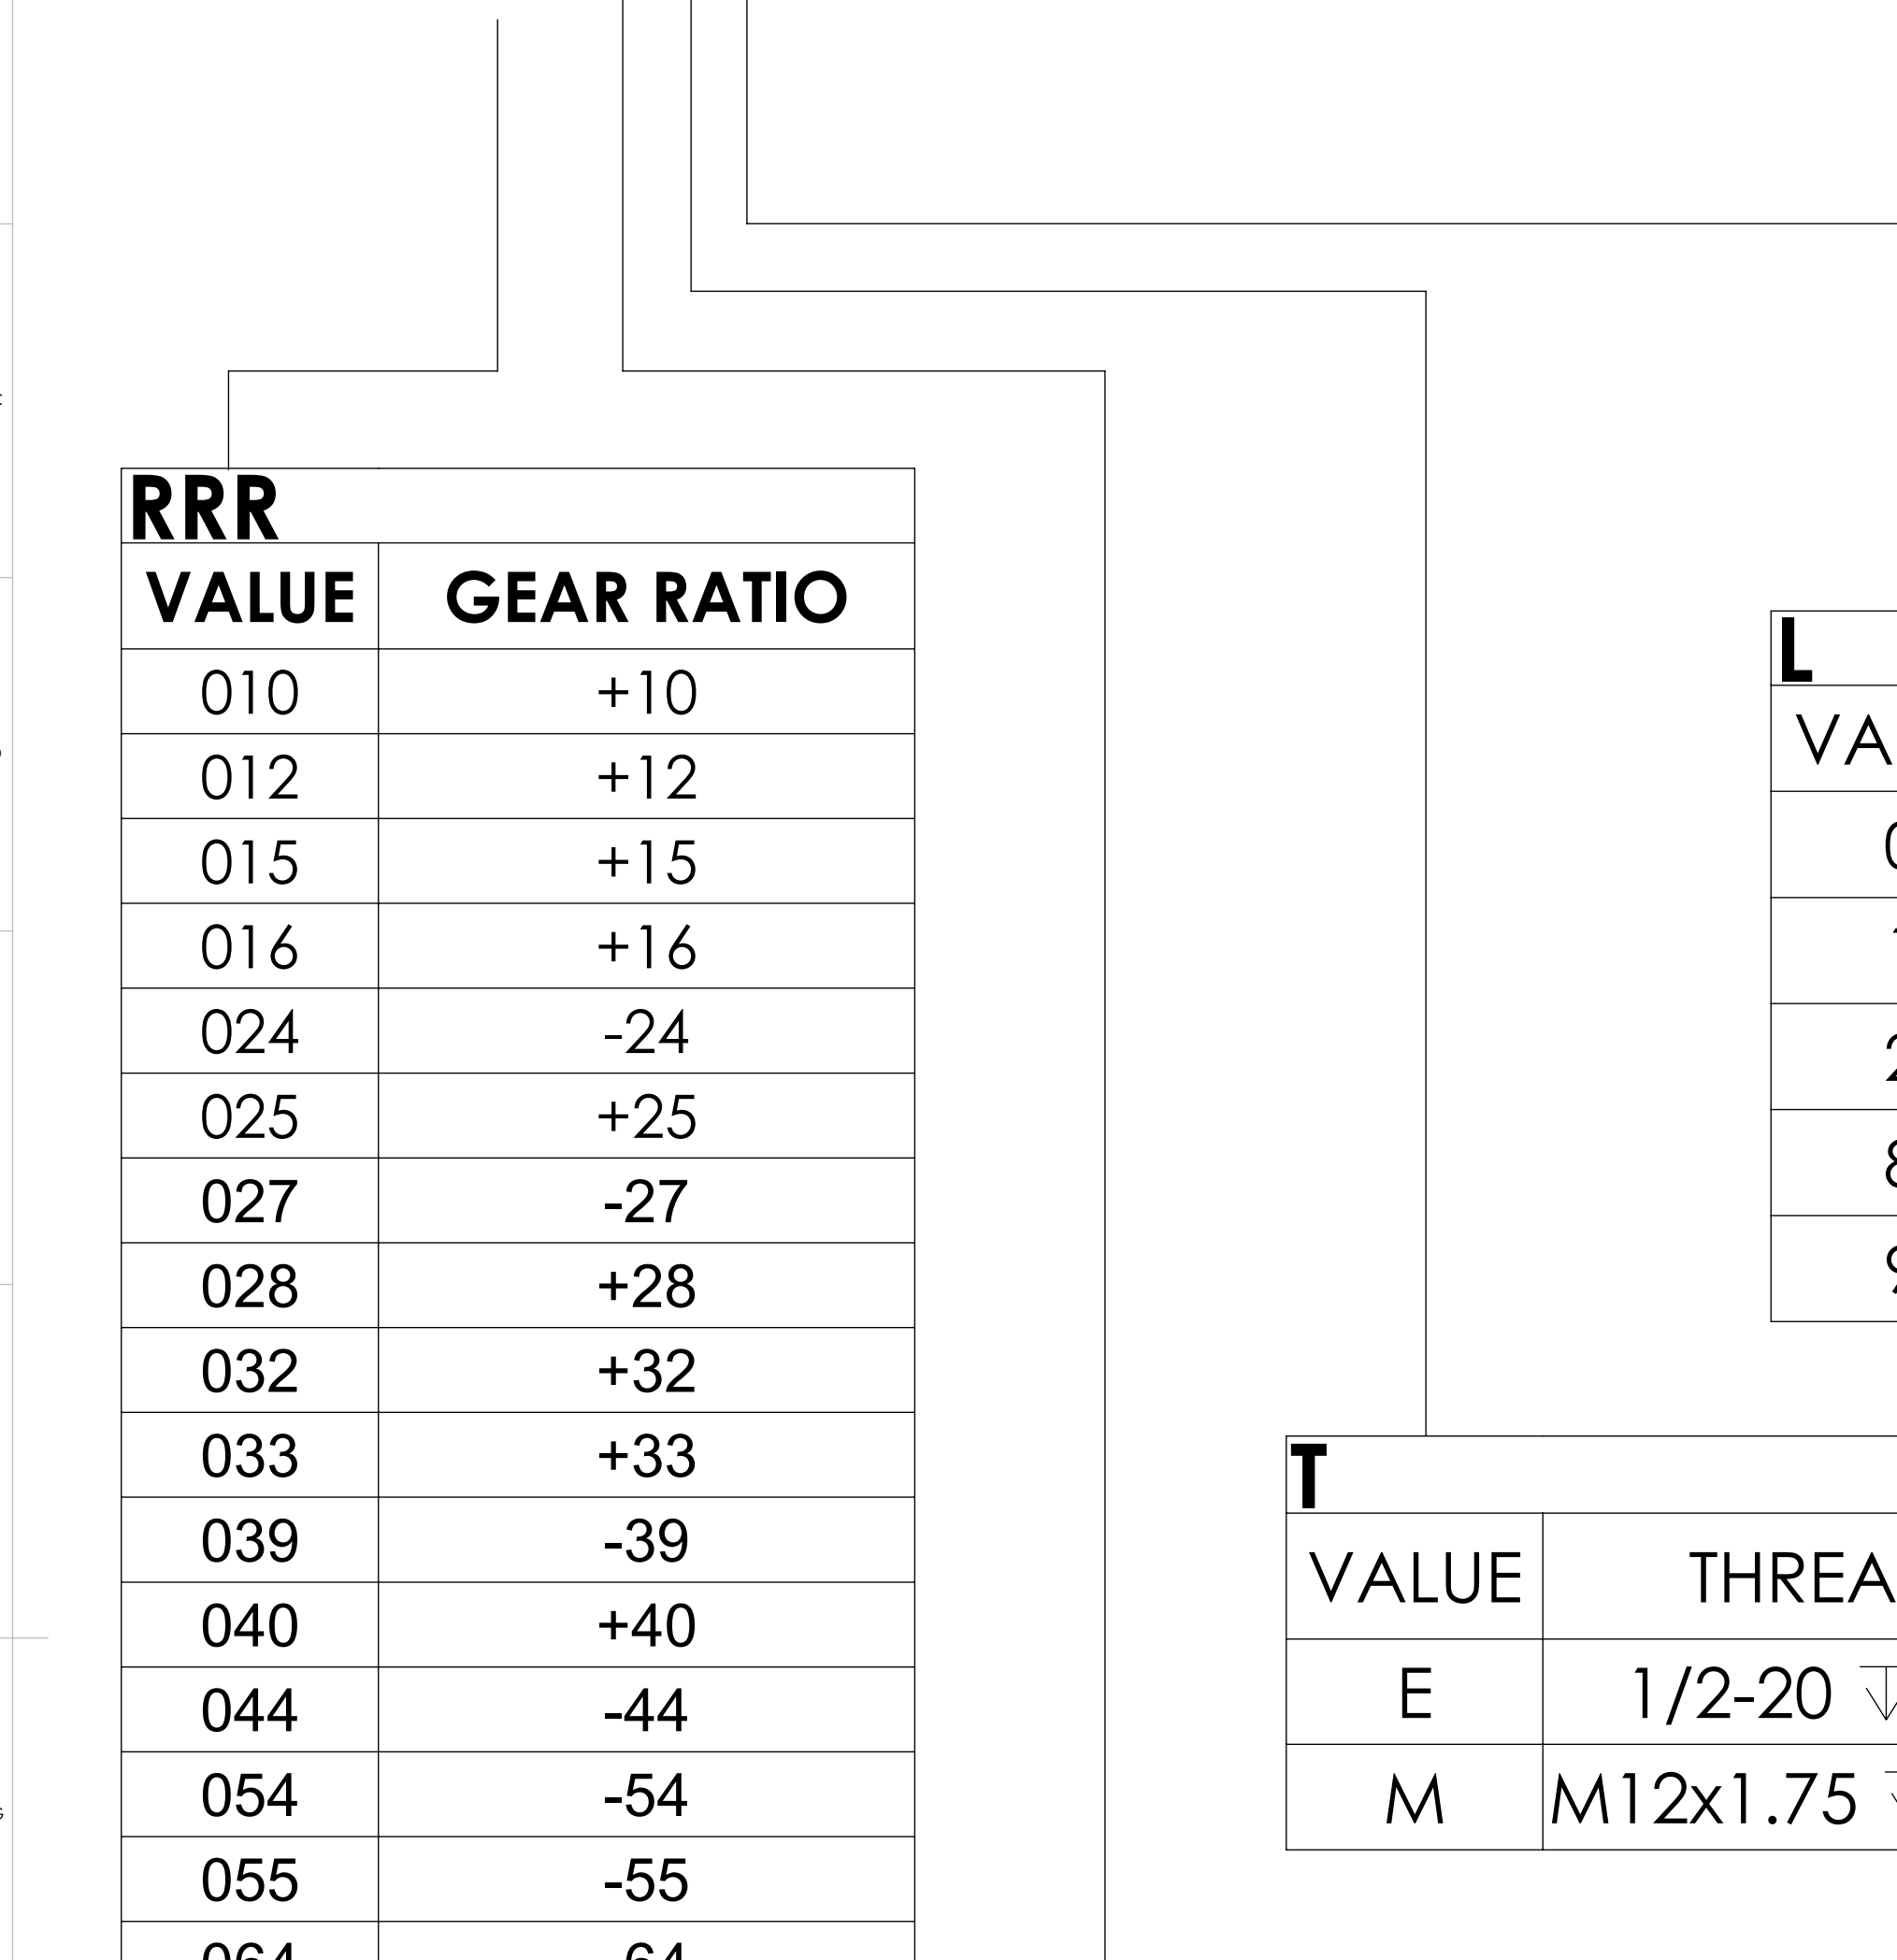 RRR
VALUE GEAR RATIO
010 +10
012 +12
015 +15
016 +16
024 -24
025 +25
027 -27
028 +28
032 +32
033 +33
039 -39
040 +40
044 -44
054 -54
055 -55
L
T
VALUE
E 1/2-20
M M12x1.75